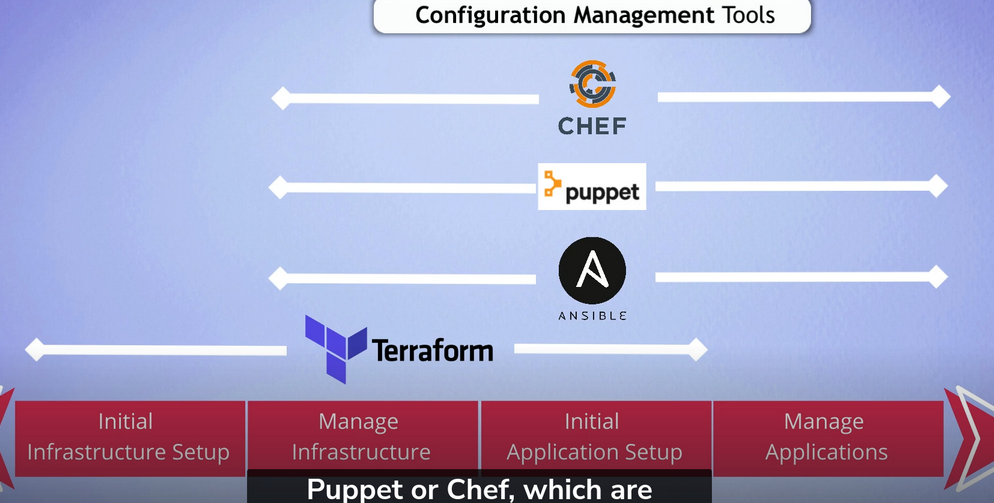 Configuration Management Tools
CHEF
puppet
ANSIBLE
Terraform
Initial
Infrastructure Setup
Manage
Infrastructure
Initial
Application Setup
Manage
Applications
Puppet or Chef, which are